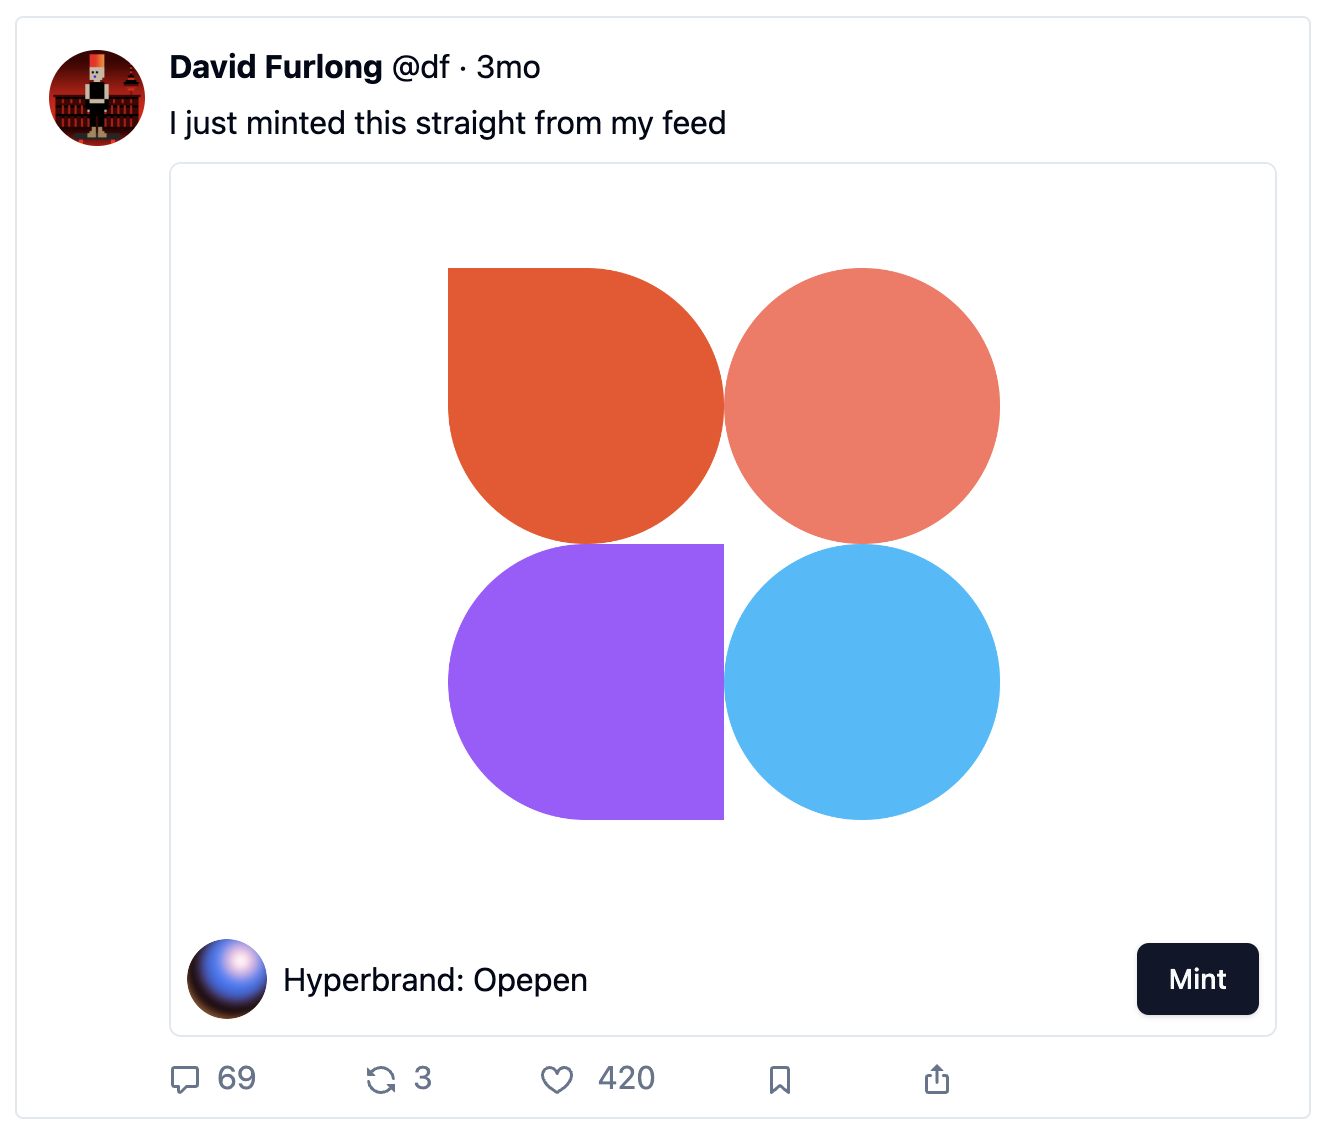 David Furlong @df · 3mo
I just minted this straight from my feed
Hyperbrand: Opepen
Mint
69 3 420